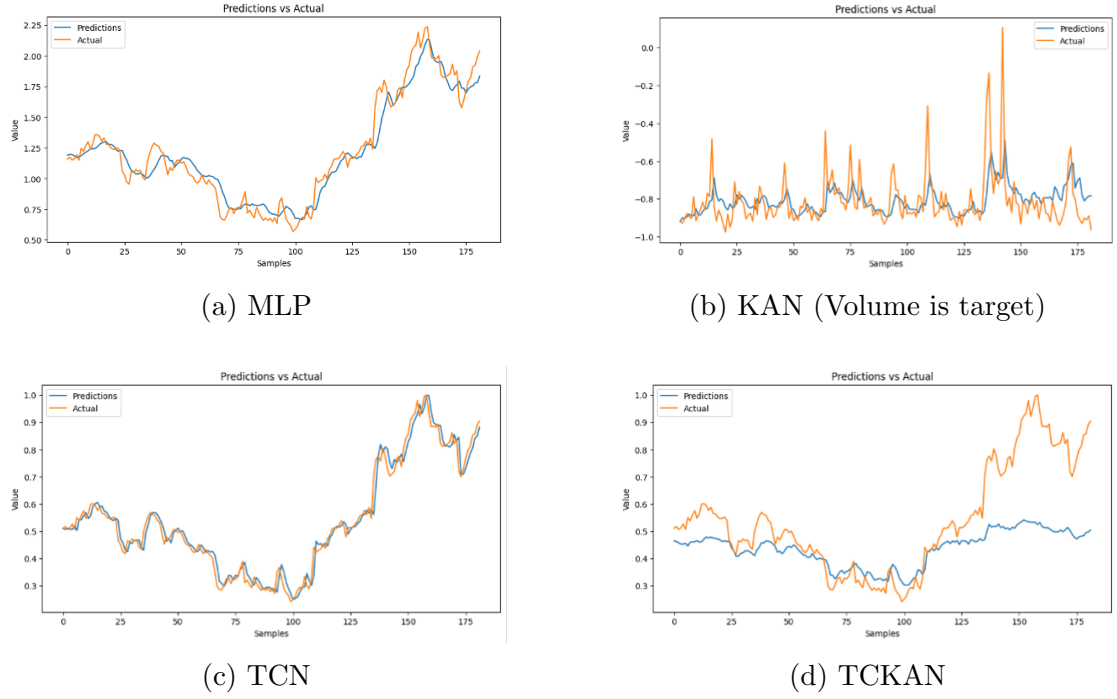 Predictions vs Actual
Predictions
Actual
2.25
2.00
1.75
1.50
1.25
1.00
0.75
0.50
Value
0
25
50
75
100
125
150
175
Samples
(a) MLP
Predictions vs Actual
Predictions
Actual
0.0
−0.2
−0.4
−0.6
−0.8
−1.0
Value
0
25
50
75
100
125
150
175
Samples
(b) KAN (Volume is target)
Predictions vs Actual
Predictions
Actual
1.0
0.9
0.8
0.7
0.6
0.5
0.4
0.3
Value
0
25
50
75
100
125
150
175
Samples
(c) TCN
Predictions vs Actual
Predictions
Actual
1.0
0.9
0.8
0.7
0.6
0.5
0.4
0.3
Value
0
25
50
75
100
125
150
175
Samples
(d) TCKAN